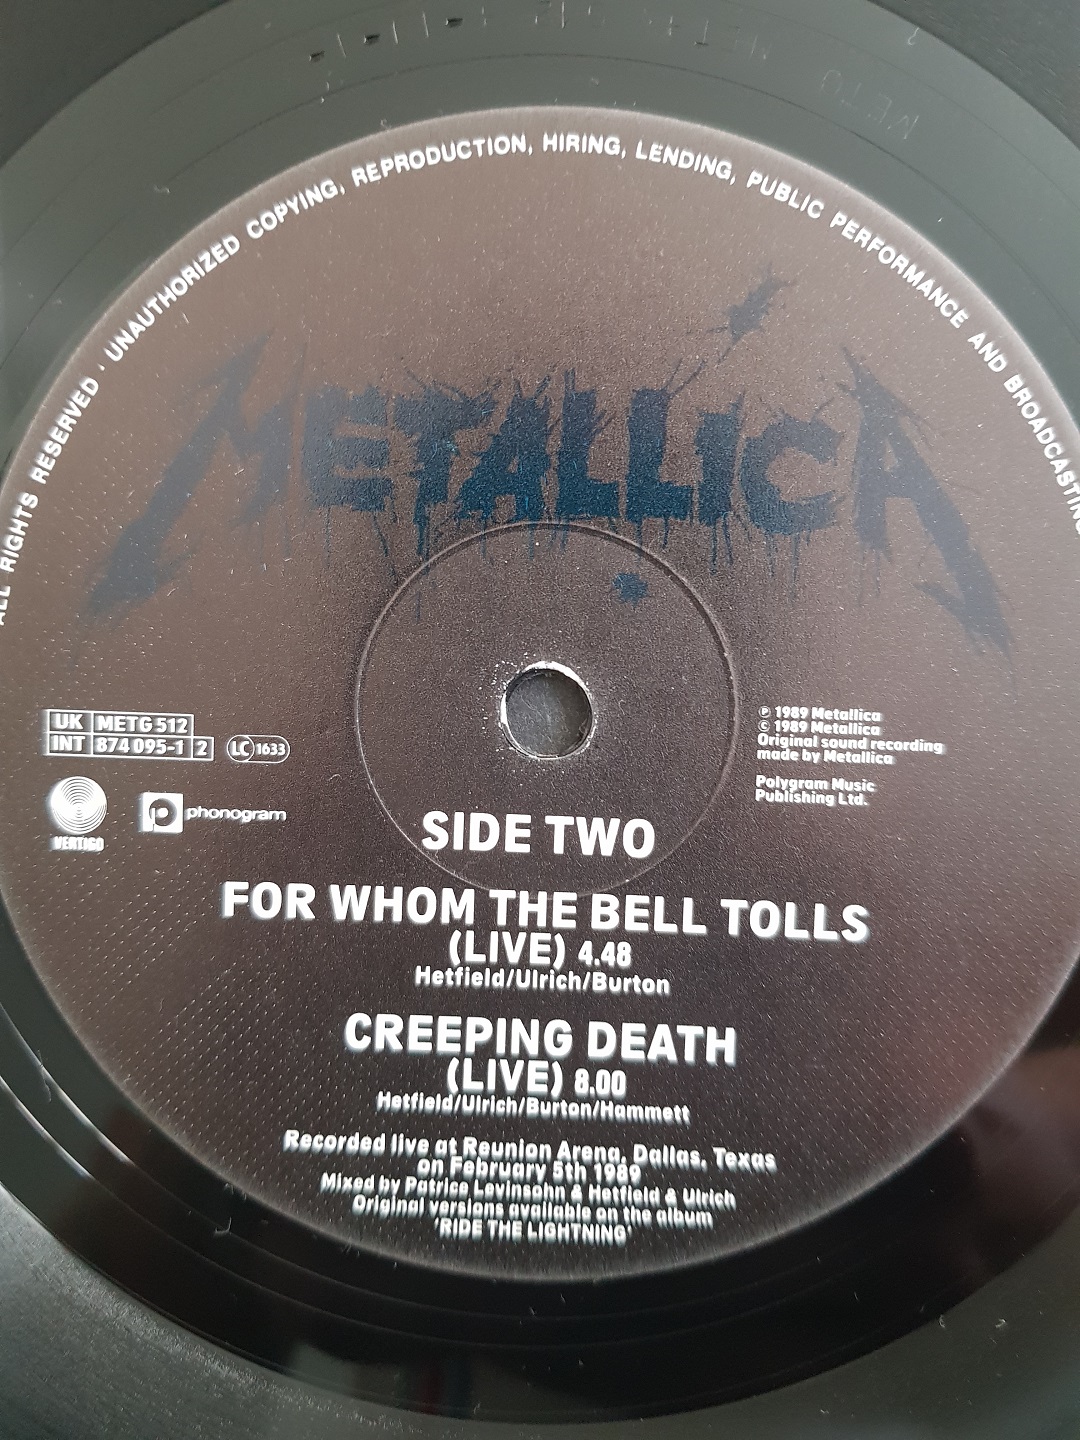 ALL RIGHTS RESERVED · UNAUTHORIZED COPYING, REPRODUCTION, HIRING, LENDING, PUBLIC PERFORMANCE AND BROADCASTING
METALLICA
UK METG 512
INT 874 095-1 2
LC 1633
VERTIGO
phonogram
℗ 1989 Metallica
© 1989 Metallica
Original sound recording
made by Metallica
Polygram Music
Publishing Ltd.
SIDE TWO
FOR WHOM THE BELL TOLLS
(LIVE) 4.48
Hetfield/Ulrich/Burton
CREEPING DEATH
(LIVE) 8.00
Hetfield/Ulrich/Burton/Hammett
Recorded live at Reunion Arena, Dallas, Texas
on February 5th 1989
Mixed by Patrice Levinsohn & Hetfield & Ulrich
Original versions available on the album
'RIDE THE LIGHTNING'